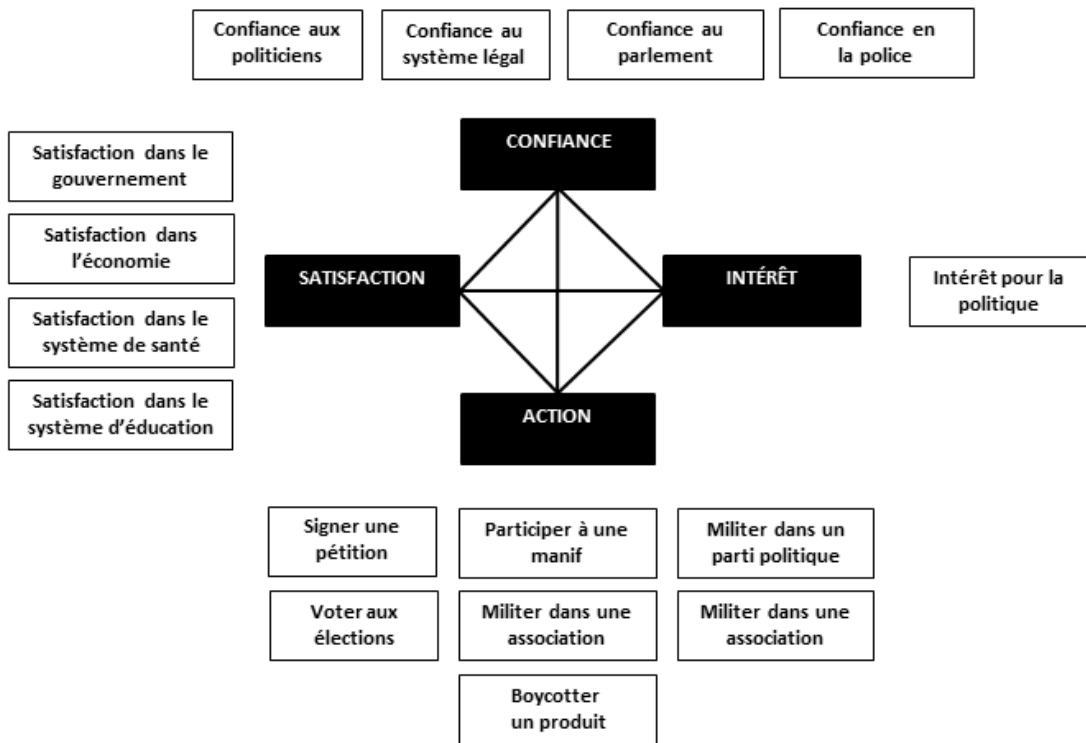 Confiance aux
politiciens
Confiance au
système légal
Confiance au
parlement
Confiance en
la police
CONFIANCE
Satisfaction dans le
gouvernement
Satisfaction dans
l'économie
Satisfaction dans le
système de santé
Satisfaction dans le
système d'éducation
SATISFACTION
INTÉRÊT
Intérêt pour la
politique
ACTION
Signer une
pétition
Participer à une
manif
Militer dans un
parti politique
Voter aux
élections
Militer dans une
association
Militer dans une
association
Boycotter
un produit